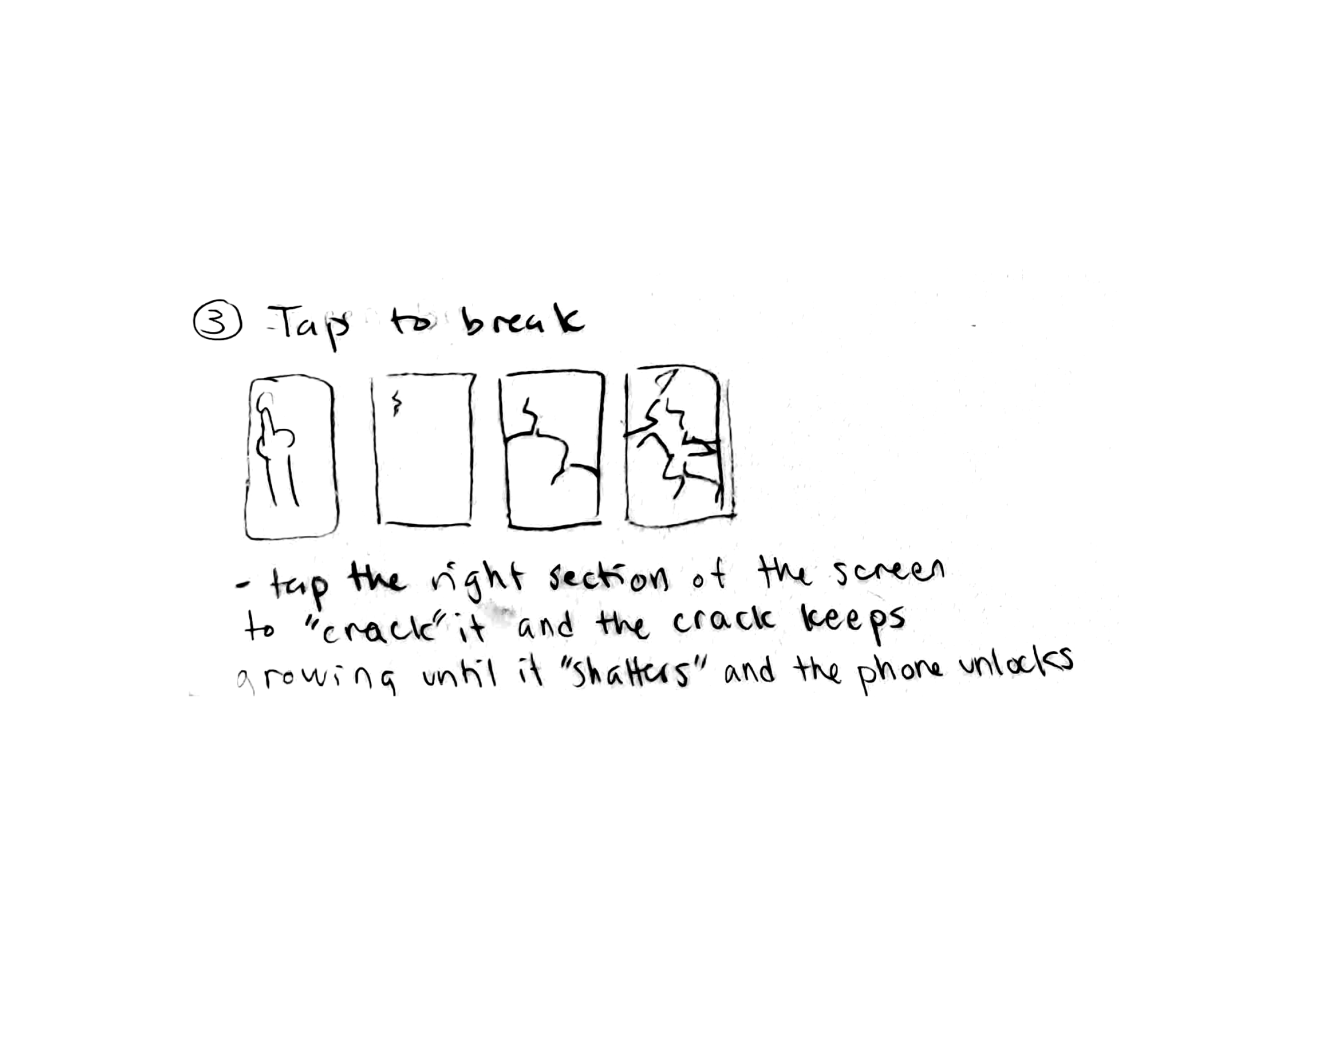 ③ Taps to break
- tap the right section of the screen
to "crack" it and the crack keeps
growing until it "shatters" and the phone unlocks